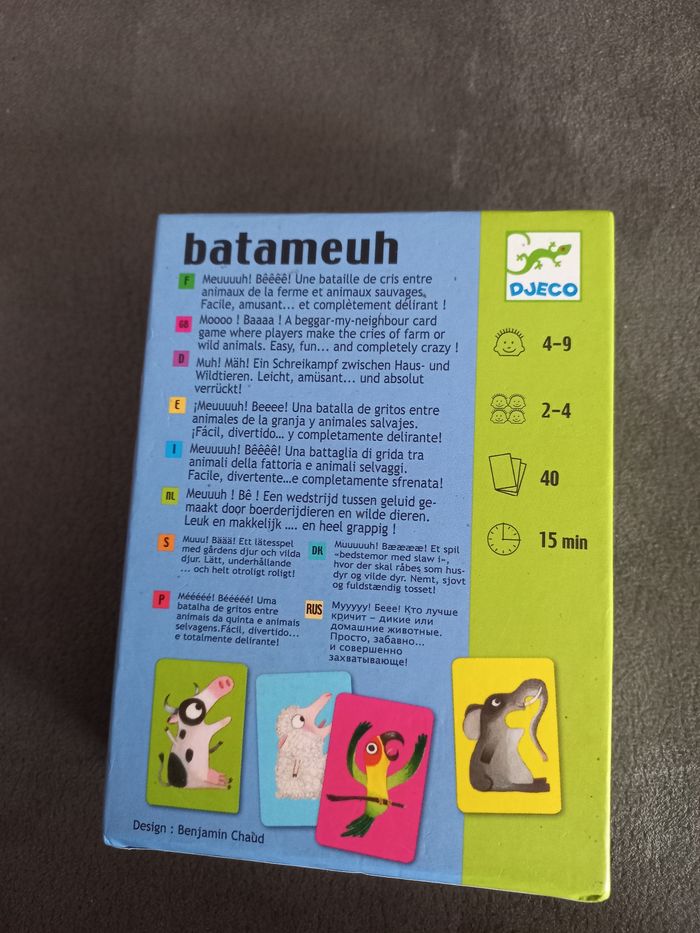 batameuh
F Meuuuuh! Bêêêê! Une bataille de cris entre
animaux de la ferme et animaux sauvages.
Facile, amusant... et complètement délirant !
GB Moooo ! Baaaa ! A beggar-my-neighbour card
game where players make the cries of farm or
wild animals. Easy, fun... and completely crazy !
D Muh! Mäh! Ein Schreikampf zwischen Haus- und
Wildtieren. Leicht, amüsant... und absolut
verrückt!
E ¡Meuuuuh! Beeee! Una batalla de gritos entre
animales de la granja y animales salvajes.
¡Fácil, divertido... y completamente delirante!
I Meuuuuh! Bêêêê! Una battaglia di grida tra
animali della fattoria e animali selvaggi.
Facile, divertente...e completamente sfrenata!
NL Meuuuh ! Bê ! Een wedstrijd tussen geluid ge-
maakt door boerderijdieren en wilde dieren.
Leuk en makkelijk .... en heel grappig !
S Muuu! Bäää! Ett lätesspel
med gårdens djur och vilda
djur. Lätt, underhållande
... och helt otroligt roligt!
DK Muuuuuh! Bæææææ! Et spil
«bedstemor med slaw i»,
hvor der skal råbes som hus-
dyr og vilde dyr. Nemt, sjovt
og fuldstændig tosset!
P Mééééé! Bééééé! Uma
batalha de gritos entre
animais da quinta e animais
selvagens.Fácil, divertido...
e totalmente delirante!
RUS Мууууу! Бeee! Кто лучше
кричит – дикие или
домашние животные.
Просто, забавно...
и совершенно
захватывающе!
Design : Benjamin Chaud
DJECO
4-9
2-4
40
15 min